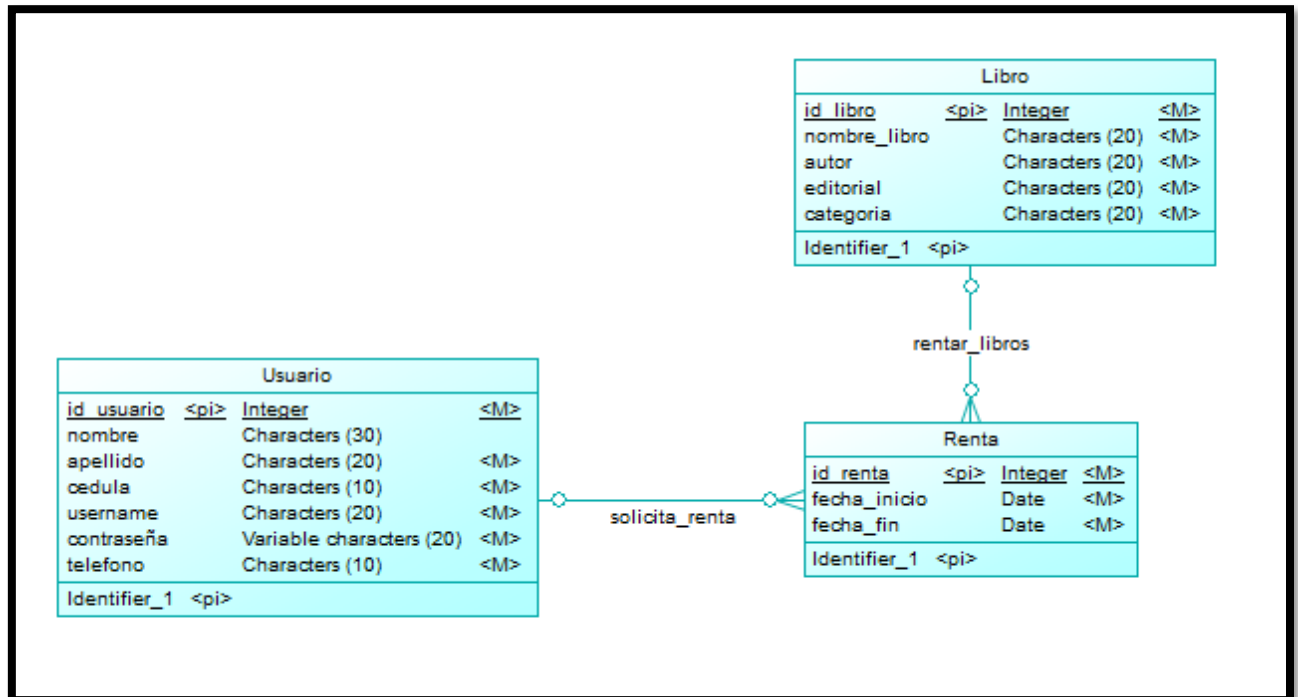 Libro
id_libro <pi> Integer <M>
nombre_libro Characters (20) <M>
autor Characters (20) <M>
editorial Characters (20) <M>
categoria Characters (20) <M>
Identifier_1 <pi>
rentar_libros
Usuario
id_usuario <pi> Integer <M>
nombre Characters (30)
apellido Characters (20) <M>
cedula Characters (10) <M>
username Characters (20) <M>
contraseña Variable characters (20) <M>
telefono Characters (10) <M>
Identifier_1 <pi>
solicita_renta
Renta
id_renta <pi> Integer <M>
fecha_inicio Date <M>
fecha_fin Date <M>
Identifier_1 <pi>